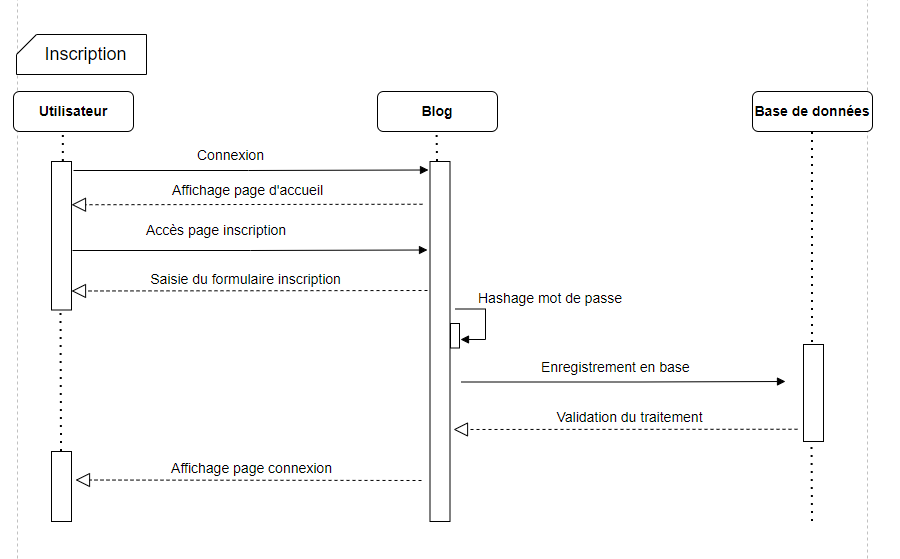 Inscription
Utilisateur
Blog
Base de données
Connexion
Affichage page d'accueil
Accès page inscription
Saisie du formulaire inscription
Hashage mot de passe
Enregistrement en base
Validation du traitement
Affichage page connexion